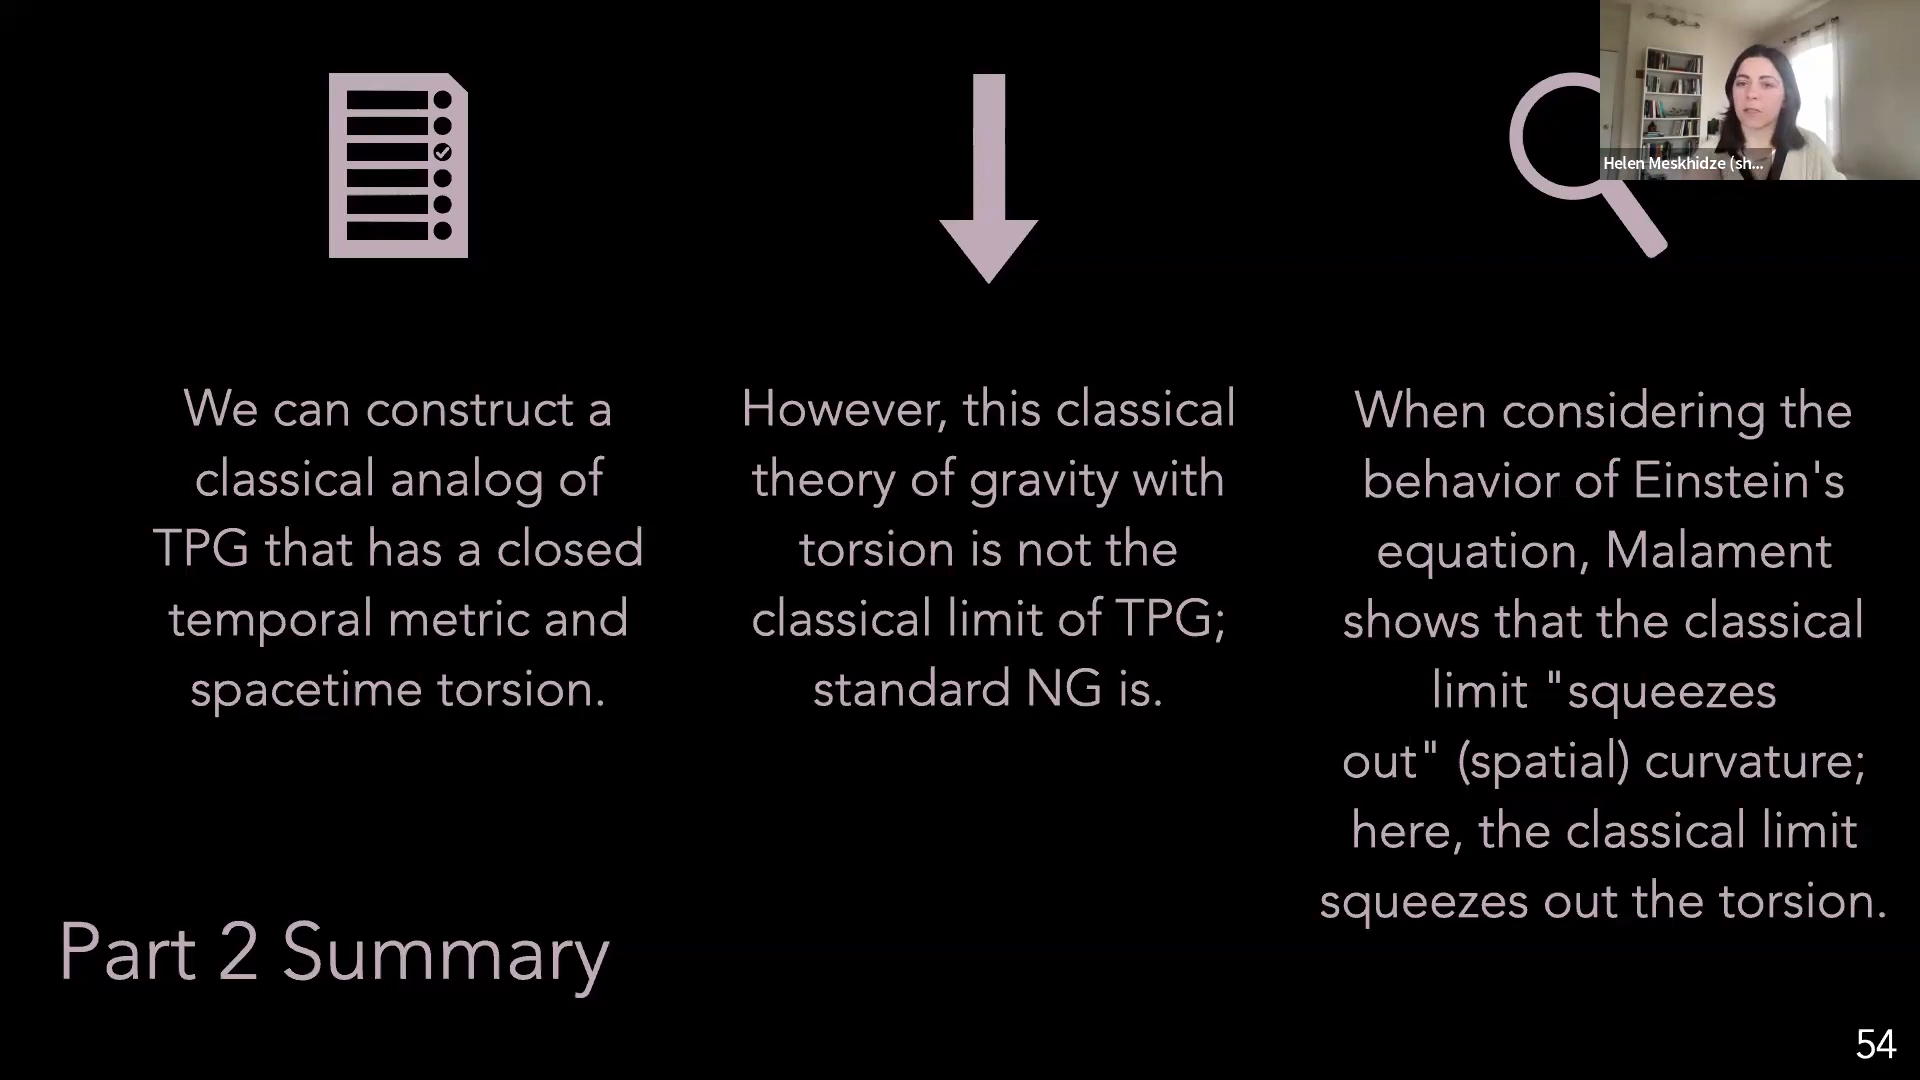 Helen Meskhidze (sh...
We can construct a
classical analog of
TPG that has a closed
temporal metric and
spacetime torsion.
However, this classical
theory of gravity with
torsion is not the
classical limit of TPG;
standard NG is.
When considering the
behavior of Einstein's
equation, Malament
shows that the classical
limit "squeezes
out" (spatial) curvature;
here, the classical limit
squeezes out the torsion.
Part 2 Summary
54